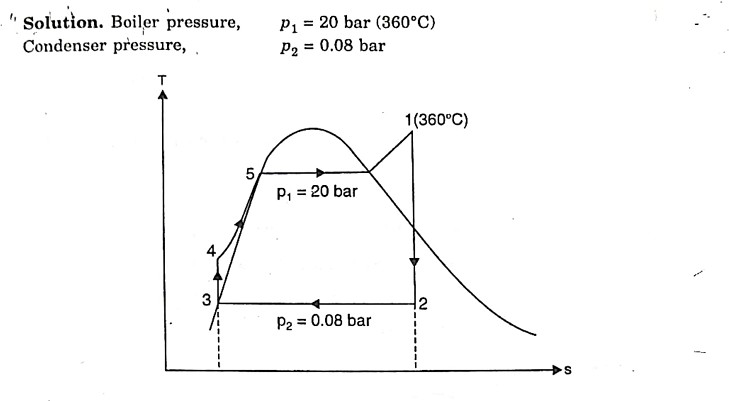 Solution. Boiler pressure, p₁ = 20 bar (360°C)
Condenser pressure, p₂ = 0.08 bar
T
1(360°C)
5
p₁ = 20 bar
4
3
2
p₂ = 0.08 bar
s